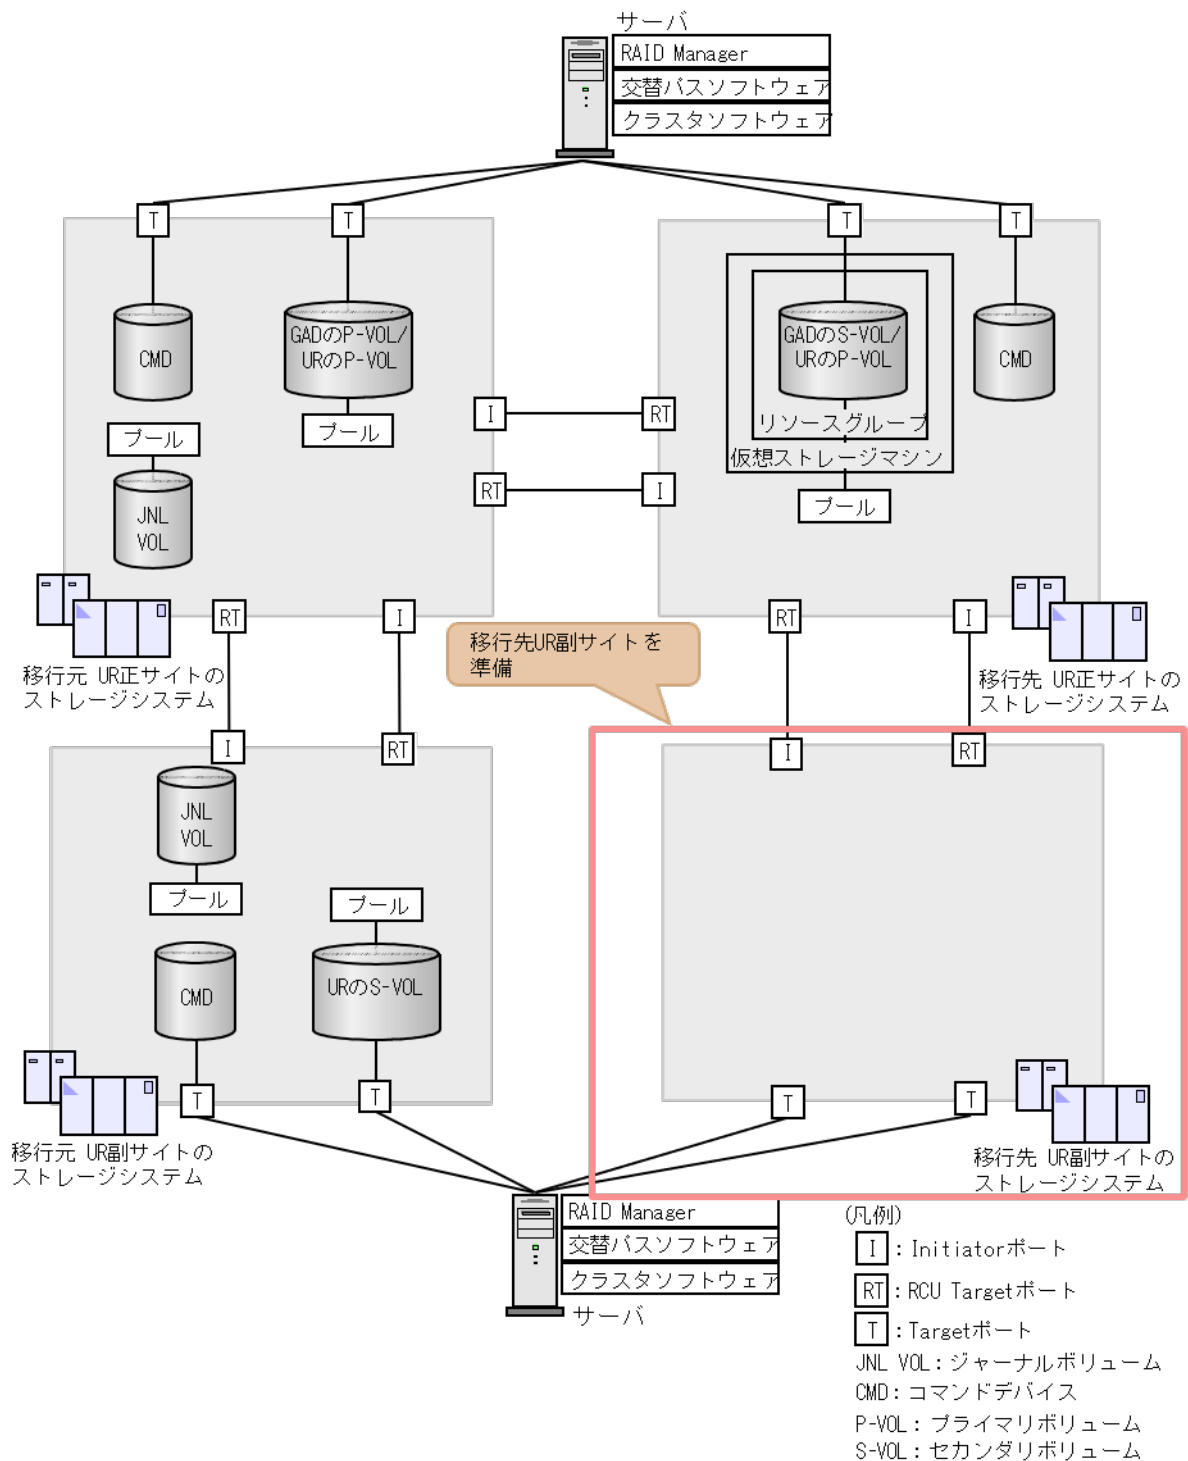 サーバ
RAID Manager
交替パスソフトウェア
クラスタソフトウェア
T
T
T
T
CMD
GADのP-VOL/
URのP-VOL
GADのS-VOL/
URのP-VOL
CMD
プール
プール
リソースグループ
仮想ストレージマシン
プール
JNL
VOL
I
RT
RT
I
RT
I
RT
I
移行元 UR正サイトの
ストレージシステム
移行先UR副サイトを
準備
移行先 UR正サイトの
ストレージシステム
I
RT
I
RT
JNL
VOL
プール
プール
CMD
URのS-VOL
T
T
T
T
移行元 UR副サイトの
ストレージシステム
移行先 UR副サイトの
ストレージシステム
RAID Manager
交替パスソフトウェア
クラスタソフトウェア
サーバ
(凡例)
I : Initiatorポート
RT : RCU Targetポート
T : Targetポート
JNL VOL : ジャーナルボリューム
CMD : コマンドデバイス
P-VOL : プライマリボリューム
S-VOL : セカンダリボリューム